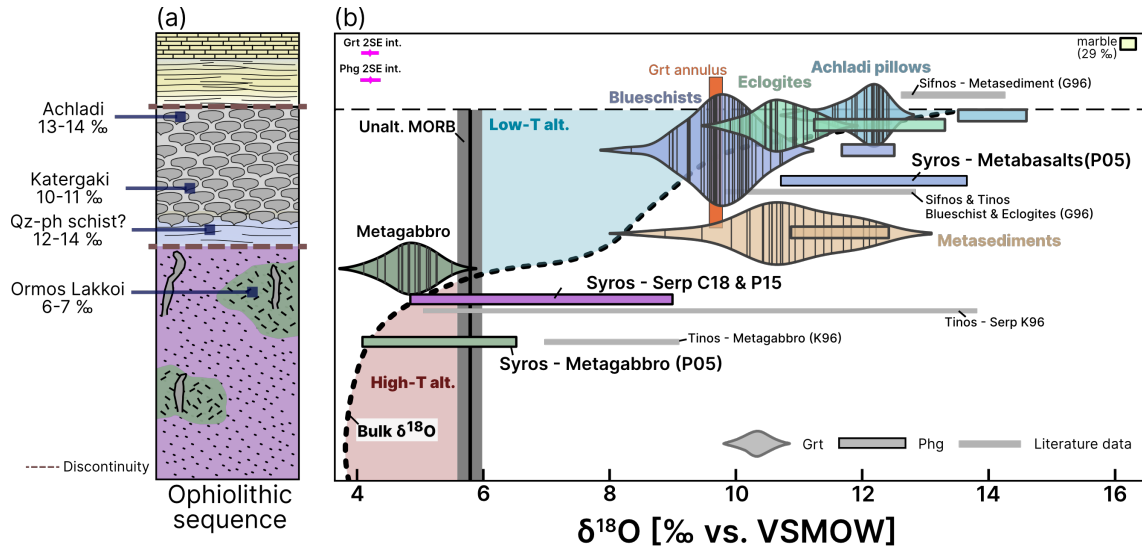 (a)
(b)
Achladi
13-14 ‰
Katergaki
10-11 ‰
Qz-ph schist?
12-14 ‰
Ormos Lakkoi
6-7 ‰
Discontinuity
Ophiolithic
sequence
Grt 2SE int.
Phg 2SE int.
marble
(29 ‰)
Grt annulus
Achladi pillows
Eclogites
Blueschists
Sifnos - Metasediment (G96)
Unalt. MORB
Low-T alt.
Syros - Metabasalts(P05)
Sifnos & Tinos
Blueschist & Eclogites (G96)
Metagabbro
Metasediments
Syros - Serp C18 & P15
Tinos - Serp K96
Tinos - Metagabbro (K96)
Syros - Metagabbro (P05)
High-T alt.
Bulk δ¹⁸O
Grt
Phg
Literature data
4
6
8
10
12
14
16
δ¹⁸O [‰ vs. VSMOW]